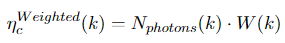 η_c^{Weighted}(k) = N_{photons}(k) · W(k)